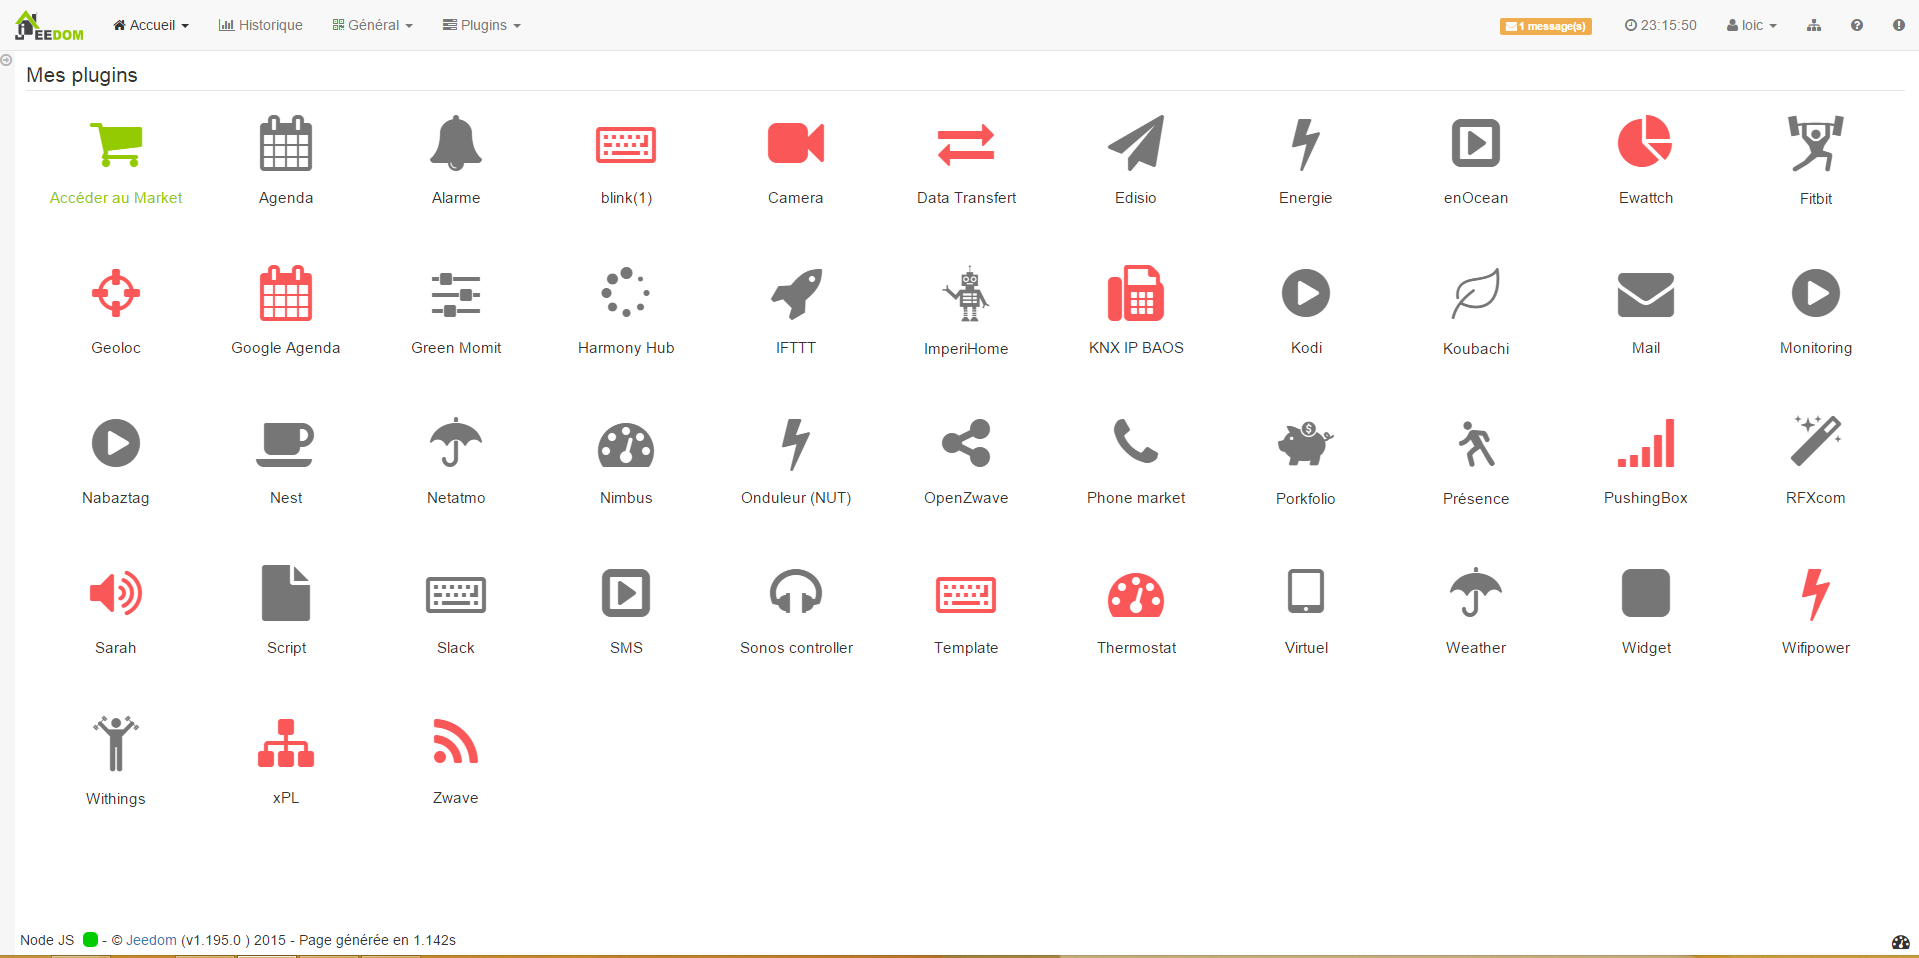 JEEDOM Accueil Historique Général Plugins 1 message(s) 23:15:50 loic
Mes plugins
Accéder au Market Agenda Alarme blink(1) Camera Data Transfert Edisio Energie enOcean Ewattch Fitbit
Geoloc Google Agenda Green Momit Harmony Hub IFTTT ImperiHome KNX IP BAOS Kodi Koubachi Mail Monitoring
Nabaztag Nest Netatmo Nimbus Onduleur (NUT) OpenZwave Phone market Porkfolio Présence PushingBox RFXcom
Sarah Script Slack SMS Sonos controller Template Thermostat Virtuel Weather Widget Wifipower
Withings xPL Zwave
Node JS - © Jeedom (v1.195.0 ) 2015 - Page générée en 1.142s